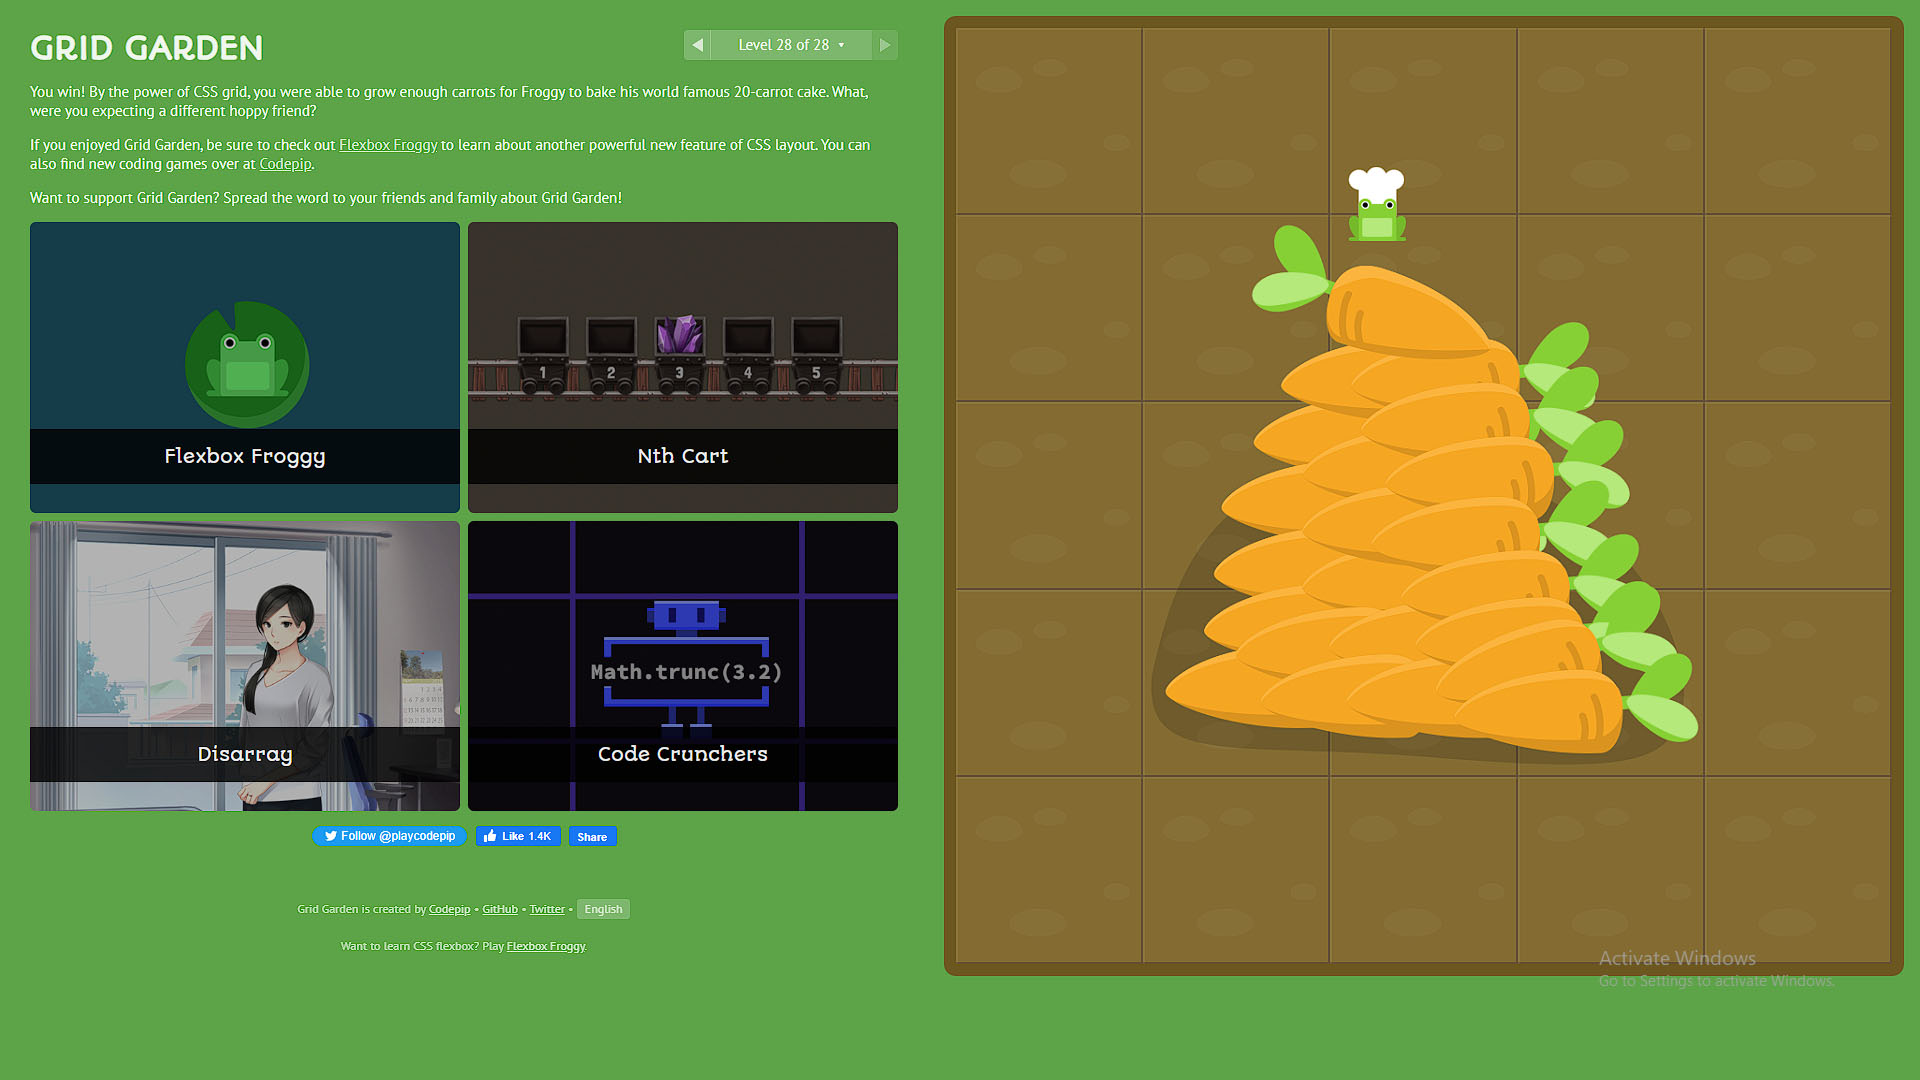 GRID GARDEN
Level 28 of 28
You win! By the power of CSS grid, you were able to grow enough carrots for Froggy to bake his world famous 20-carrot cake. What,
were you expecting a different hoppy friend?
If you enjoyed Grid Garden, be sure to check out Flexbox Froggy to learn about another powerful new feature of CSS layout. You can
also find new coding games over at Codepip.
Want to support Grid Garden? Spread the word to your friends and family about Grid Garden!
Flexbox Froggy
1 2 3 4 5
Nth Cart
Disarray
Math.trunc(3.2)
Code Crunchers
Follow @playcodepip
Like 1.4K
Share
Grid Garden is created by Codepip • GitHub • Twitter • English
Want to learn CSS flexbox? Play Flexbox Froggy.
Activate Windows
Go to Settings to activate Windows.